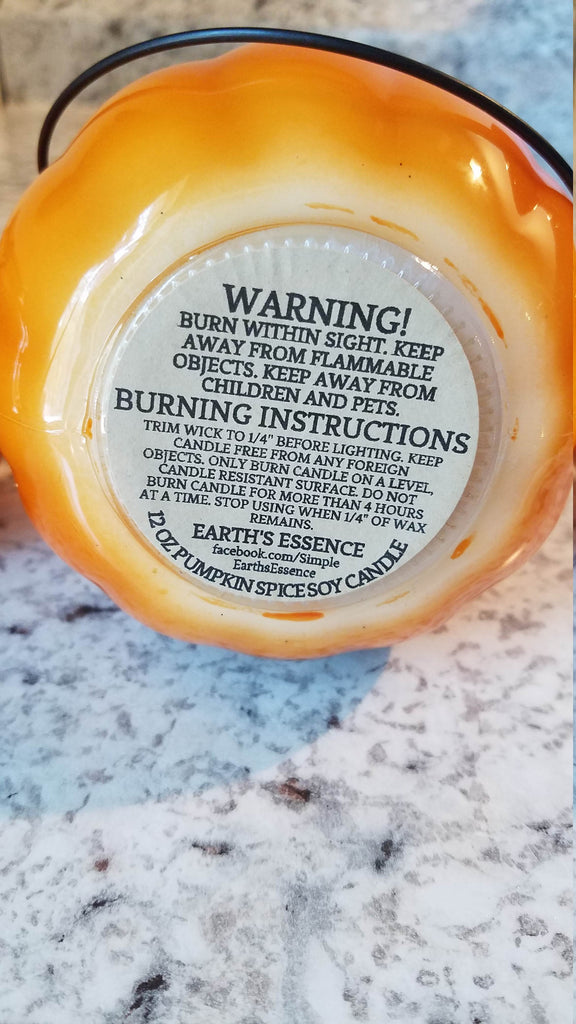 WARNING!
BURN WITHIN SIGHT. KEEP
AWAY FROM FLAMMABLE
OBJECTS. KEEP AWAY FROM
CHILDREN AND PETS.
BURNING INSTRUCTIONS
TRIM WICK TO 1/4" BEFORE LIGHTING. KEEP
CANDLE FREE FROM ANY FOREIGN
OBJECTS. ONLY BURN CANDLE ON A LEVEL,
CANDLE RESISTANT SURFACE. DO NOT
BURN CANDLE FOR MORE THAN 4 HOURS
AT A TIME. STOP USING WHEN 1/4" OF WAX
REMAINS.
EARTH'S ESSENCE
facebook.com/Simple
EarthsEssence
12 OZ PUMPKIN SPICE SOY CANDLE